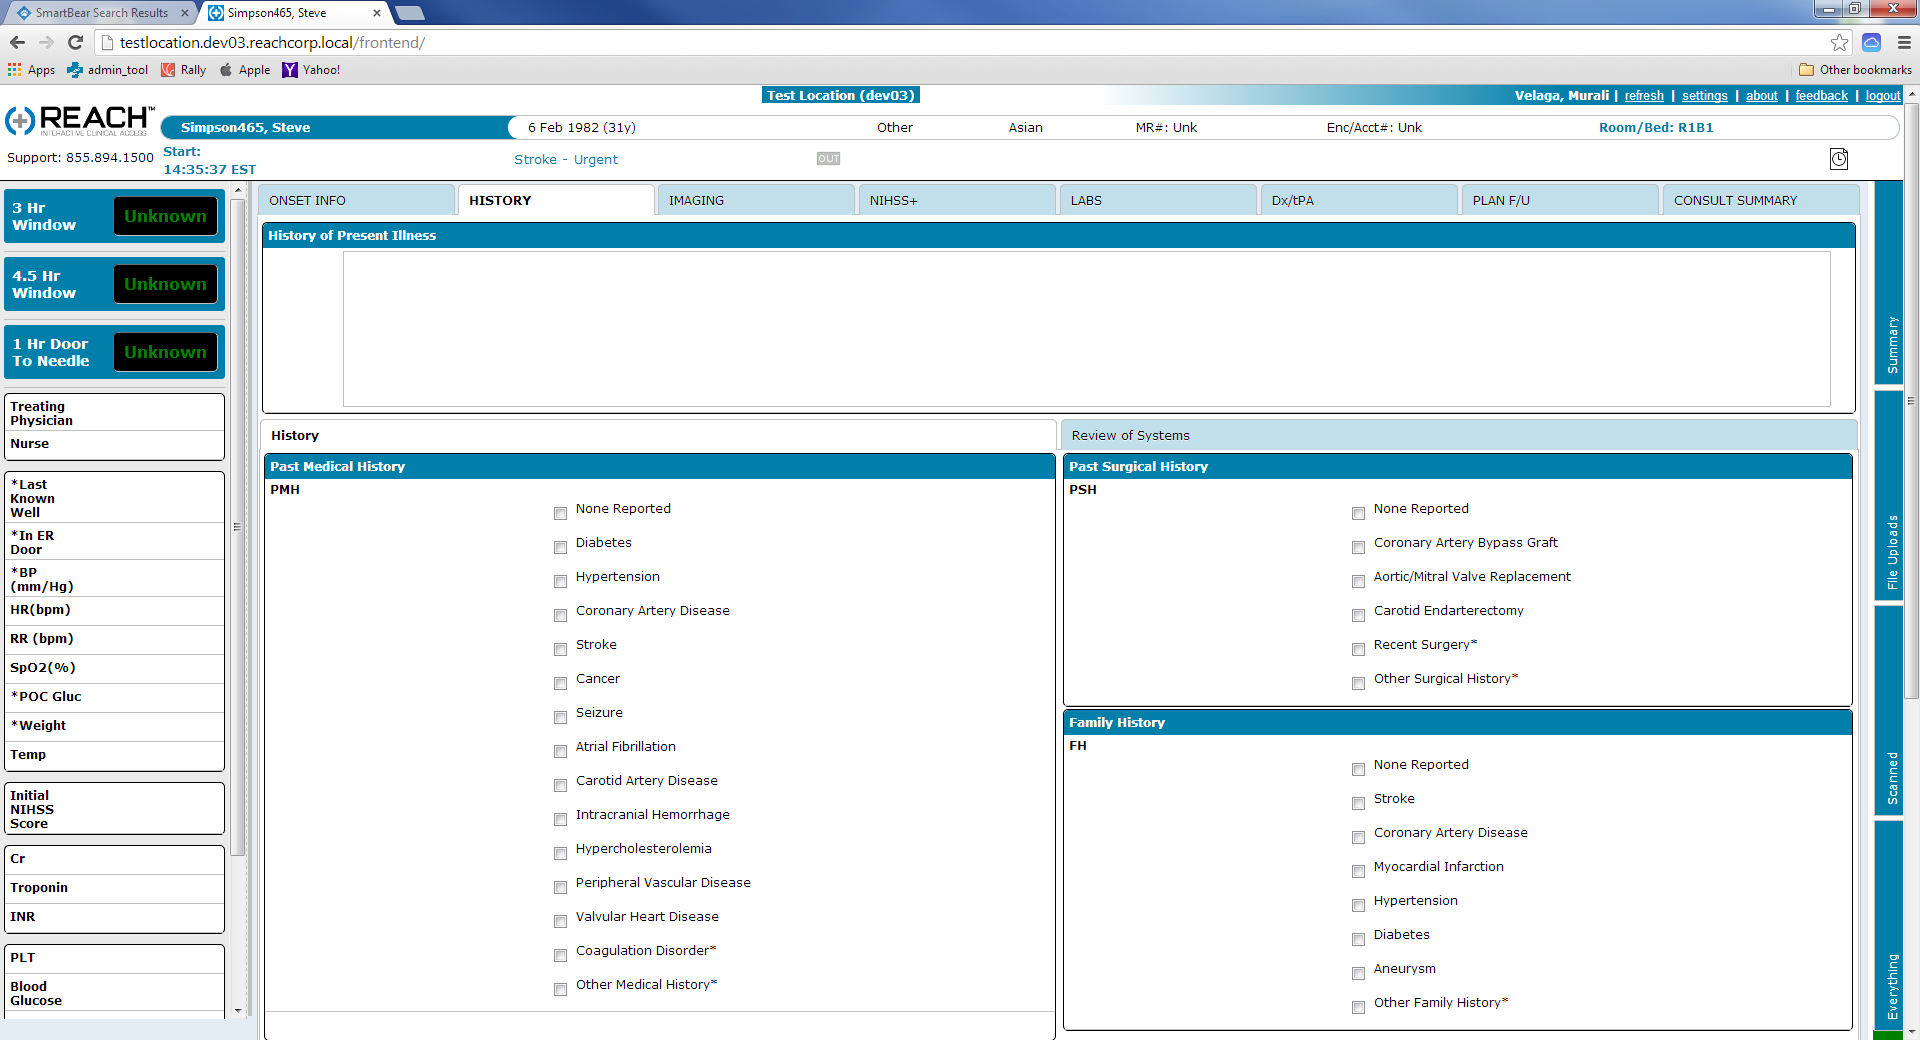 SmartBear Search Results
Simpson465, Steve
testlocation.dev03.reachcorp.local/frontend/
Apps
admin_tool
Rally
Apple
Yahoo!
Other bookmarks
Test Location (dev03)
Velaga, Murali | refresh | settings | about | feedback | logout
REACH™
INTERACTIVE CLINICAL ACCESS
Simpson465, Steve
6 Feb 1982 (31y)
Other
Asian
MR#: Unk
Enc/Acct#: Unk
Room/Bed: R1B1
Support: 855.894.1500
Start:
14:35:37 EST
Stroke - Urgent
OUT
3 Hr
Window
Unknown
4.5 Hr
Window
Unknown
1 Hr Door
To Needle
Unknown
Treating
Physician
Nurse
*Last
Known
Well
*In ER
Door
*BP
(mm/Hg)
HR(bpm)
RR (bpm)
SpO2(%)
*POC Gluc
*Weight
Temp
Initial
NIHSS
Score
Cr
Troponin
INR
PLT
Blood
Glucose
ONSET INFO
HISTORY
IMAGING
NIHSS+
LABS
Dx/tPA
PLAN F/U
CONSULT SUMMARY
History of Present Illness
History
Review of Systems
Past Medical History
PMH
None Reported
Diabetes
Hypertension
Coronary Artery Disease
Stroke
Cancer
Seizure
Atrial Fibrillation
Carotid Artery Disease
Intracranial Hemorrhage
Hypercholesterolemia
Peripheral Vascular Disease
Valvular Heart Disease
Coagulation Disorder*
Other Medical History*
Past Surgical History
PSH
None Reported
Coronary Artery Bypass Graft
Aortic/Mitral Valve Replacement
Carotid Endarterectomy
Recent Surgery*
Other Surgical History*
Family History
FH
None Reported
Stroke
Coronary Artery Disease
Myocardial Infarction
Hypertension
Diabetes
Aneurysm
Other Family History*
Summary
File Uploads
Scanned
Everything